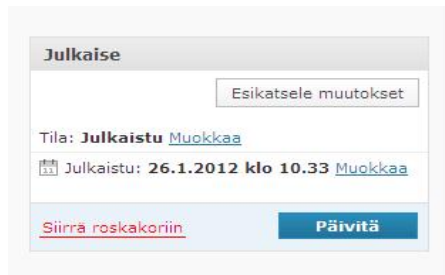 Julkaise
Esikatsele muutokset
Tila: Julkaistu Muokkaa
Julkaistu: 26.1.2012 klo 10.33 Muokkaa
Siirrä roskakoriin
Päivitä